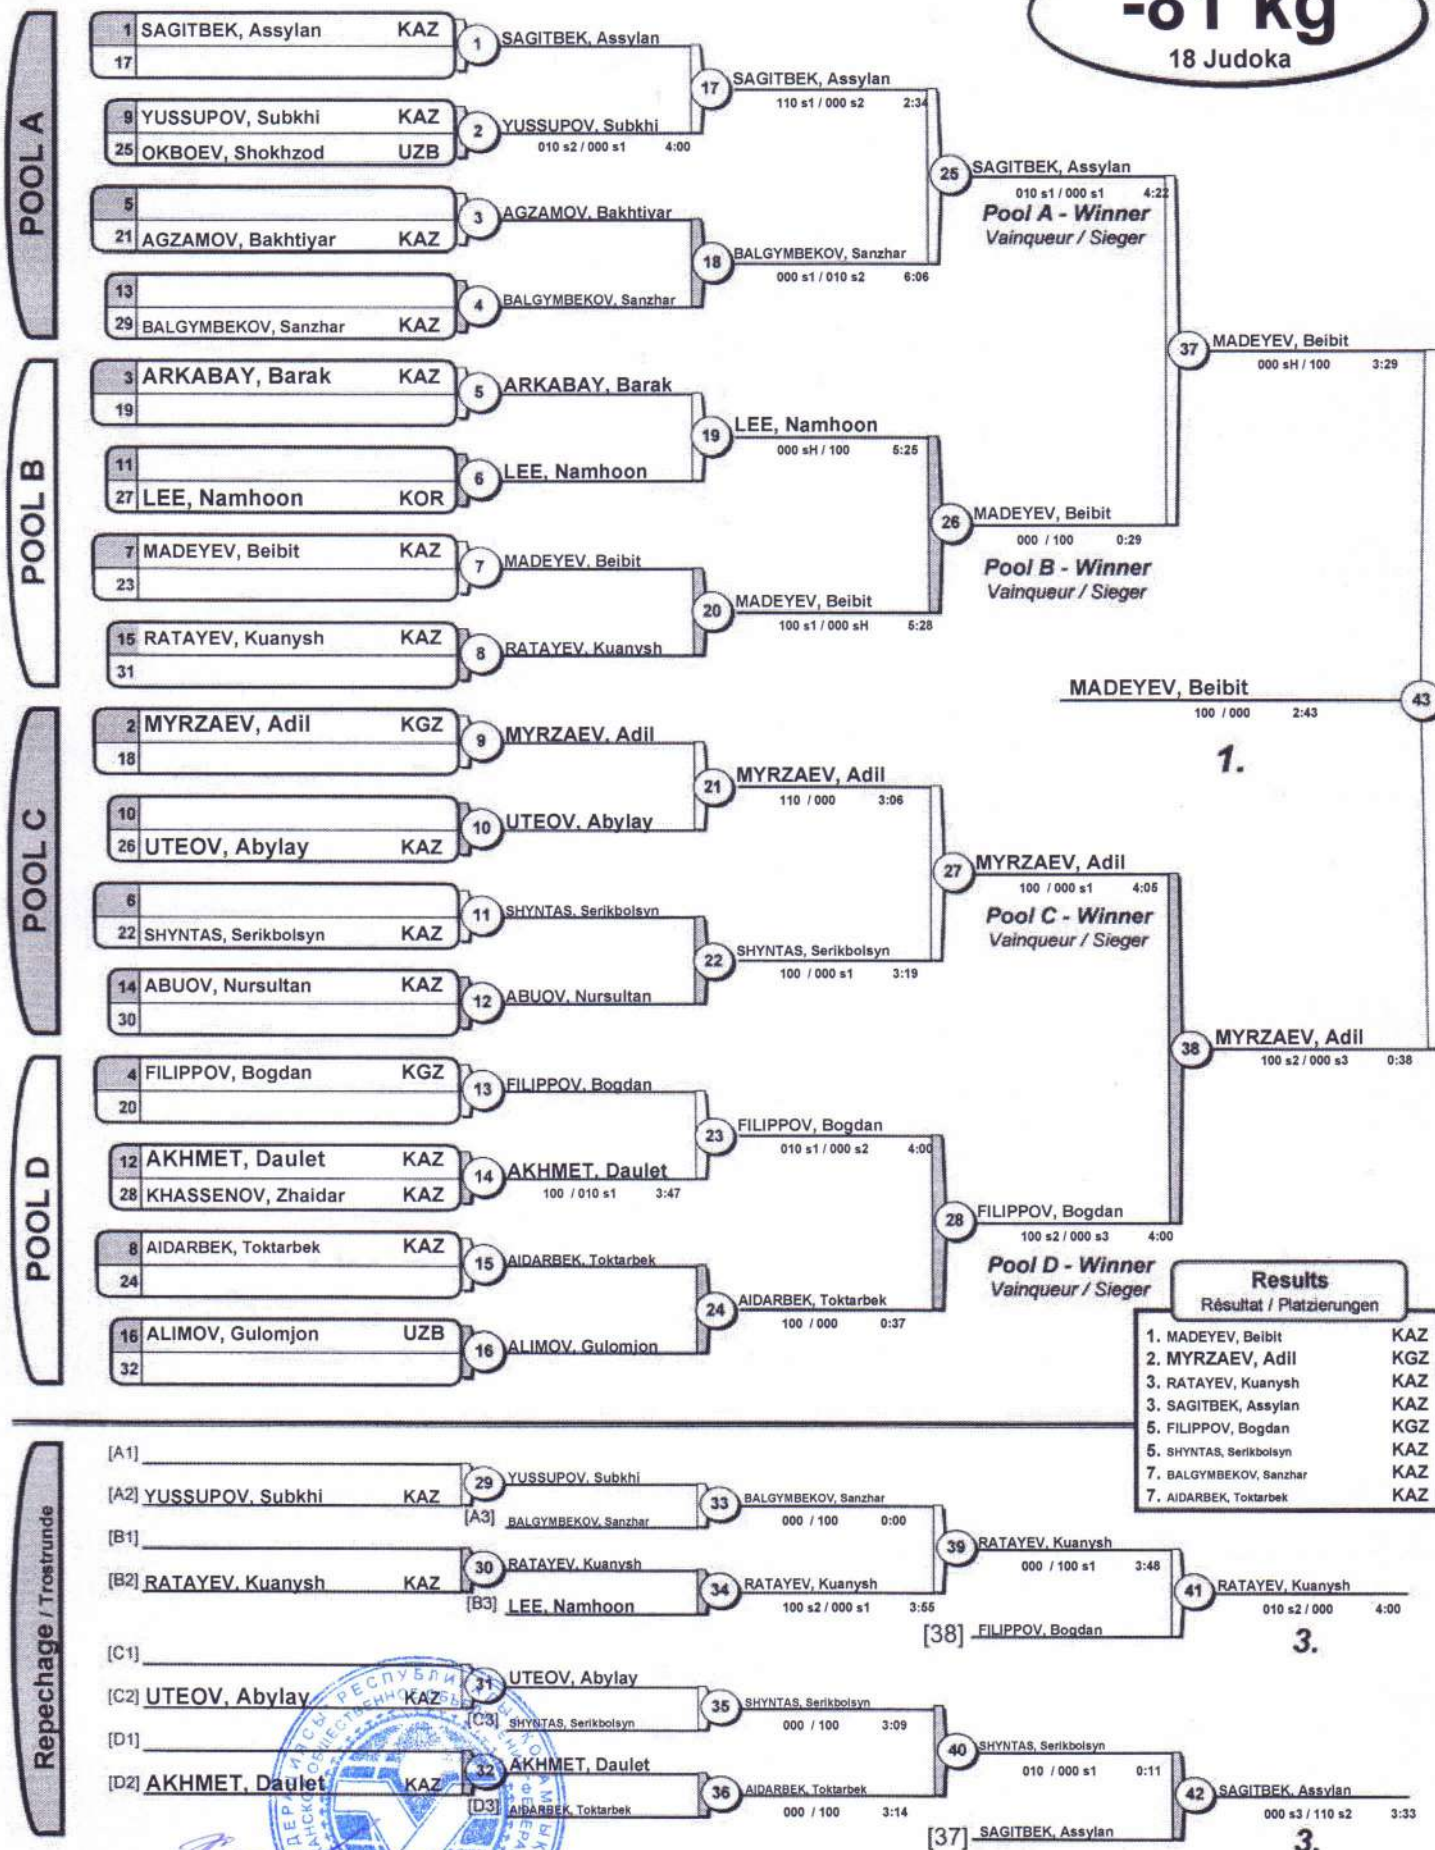 -81 kg
18 Judoka
POOL A
1 SAGITBEK, Assylan KAZ
17
9 YUSSUPOV, Subkhi KAZ
25 OKBOEV, Shokhzod UZB
5
21 AGZAMOV, Bakhtiyar KAZ
13
29 BALGYMBEKOV, Sanzhar KAZ
1 SAGITBEK, Assylan
2 YUSSUPOV, Subkhi
010 s2 / 000 s1 4:00
3 AGZAMOV, Bakhtiyar
4 BALGYMBEKOV, Sanzhar
17 SAGITBEK, Assylan
110 s1 / 000 s2 2:34
18 BALGYMBEKOV, Sanzhar
000 s1 / 010 s2 6:06
25 SAGITBEK, Assylan
010 s1 / 000 s1 4:22
Pool A - Winner
Vainqueur / Sieger
POOL B
3 ARKABAY, Barak KAZ
19
11
27 LEE, Namhoon KOR
7 MADEYEV, Beibit KAZ
23
15 RATAYEV, Kuanysh KAZ
31
5 ARKABAY, Barak
6 LEE, Namhoon
7 MADEYEV, Beibit
8 RATAYEV, Kuanysh
19 LEE, Namhoon
000 sH / 100 5:25
20 MADEYEV, Beibit
100 s1 / 000 sH 5:28
26 MADEYEV, Beibit
000 / 100 0:29
Pool B - Winner
Vainqueur / Sieger
37 MADEYEV, Beibit
000 sH / 100 3:29
MADEYEV, Beibit 43
100 / 000 2:43
1.
POOL C
2 MYRZAEV, Adil KGZ
18
10
26 UTEOV, Abylay KAZ
6
22 SHYNTAS, Serikbolsyn KAZ
14 ABUOV, Nursultan KAZ
30
9 MYRZAEV, Adil
10 UTEOV, Abylay
11 SHYNTAS, Serikbolsyn
12 ABUOV, Nursultan
21 MYRZAEV, Adil
110 / 000 3:06
22 SHYNTAS, Serikbolsyn
100 / 000 s1 3:19
27 MYRZAEV, Adil
100 / 000 s1 4:05
Pool C - Winner
Vainqueur / Sieger
POOL D
4 FILIPPOV, Bogdan KGZ
20
12 AKHMET, Daulet KAZ
28 KHASSENOV, Zhaidar KAZ
8 AIDARBEK, Toktarbek KAZ
24
16 ALIMOV, Gulomjon UZB
32
13 FILIPPOV, Bogdan
14 AKHMET, Daulet
100 / 010 s1 3:47
15 AIDARBEK, Toktarbek
16 ALIMOV, Gulomjon
23 FILIPPOV, Bogdan
010 s1 / 000 s2 4:00
24 AIDARBEK, Toktarbek
100 / 000 0:37
28 FILIPPOV, Bogdan
100 s2 / 000 s3 4:00
Pool D - Winner
Vainqueur / Sieger
38 MYRZAEV, Adil
100 s2 / 000 s3 0:38
Results
Résultat / Platzierungen
1. MADEYEV, Beibit KAZ
2. MYRZAEV, Adil KGZ
3. RATAYEV, Kuanysh KAZ
3. SAGITBEK, Assylan KAZ
5. FILIPPOV, Bogdan KGZ
5. SHYNTAS, Serikbolsyn KAZ
7. BALGYMBEKOV, Sanzhar KAZ
7. AIDARBEK, Toktarbek KAZ
Repechage / Trostrunde
[A1]
[A2] YUSSUPOV, Subkhi KAZ
[B1]
[B2] RATAYEV, Kuanysh KAZ
[C1]
[C2] UTEOV, Abylay KAZ
[D1]
[D2] AKHMET, Daulet KAZ
29 YUSSUPOV, Subkhi
[A3] BALGYMBEKOV, Sanzhar
30 RATAYEV, Kuanysh
[B3] LEE, Namhoon
31 UTEOV, Abylay
[C3] SHYNTAS, Serikbolsyn
32 AKHMET, Daulet
[D3] AIDARBEK, Toktarbek
33 BALGYMBEKOV, Sanzhar
000 / 100 0:00
34 RATAYEV, Kuanysh
100 s2 / 000 s1 3:55
35 SHYNTAS, Serikbolsyn
000 / 100 3:09
36 AIDARBEK, Toktarbek
000 / 100 3:14
39 RATAYEV, Kuanysh
000 / 100 s1 3:48
[38] FILIPPOV, Bogdan
40 SHYNTAS, Serikbolsyn
010 / 000 s1 0:11
[37] SAGITBEK, Assylan
41 RATAYEV, Kuanysh
010 s2 / 000 4:00
3.
42 SAGITBEK, Assylan
000 s3 / 110 s2 3:33
3.